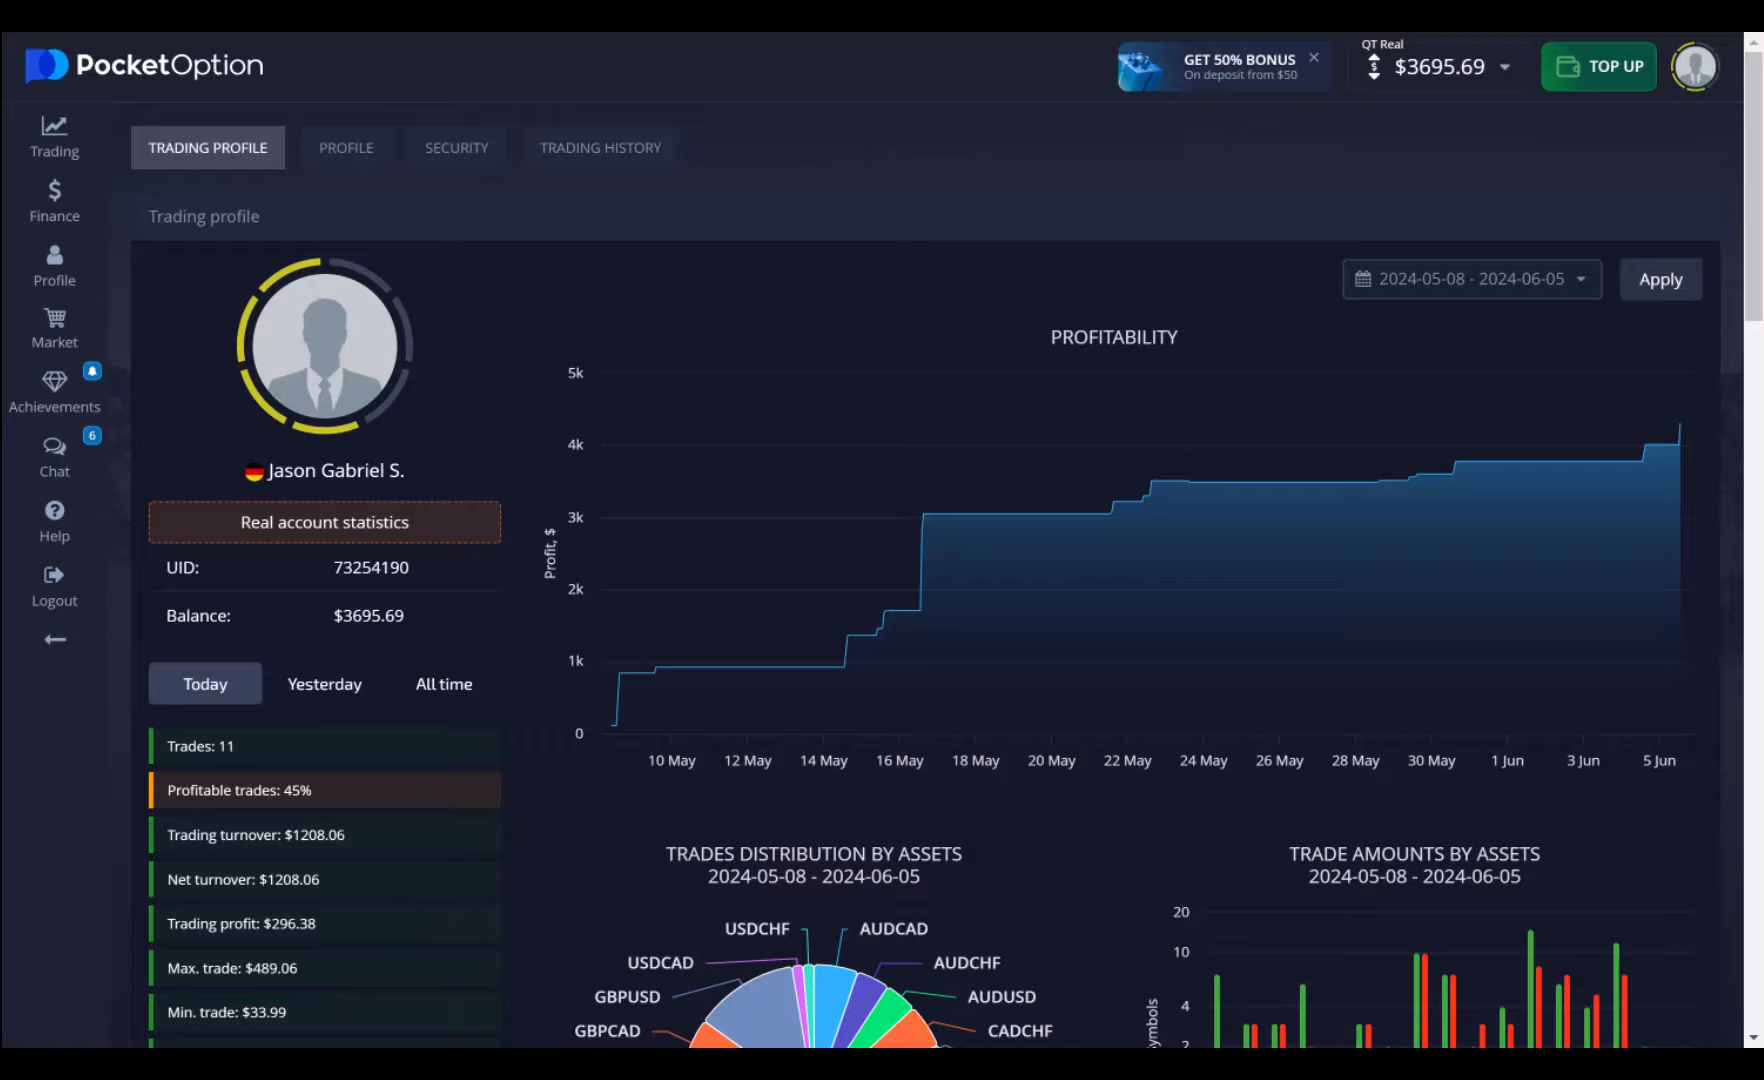 PocketOption
GET 50% BONUS
On deposit from $50
QT Real
$3695.69
TOP UP
Trading
Finance
Profile
Market
Achievements
6
Chat
Help
Logout
TRADING PROFILE
PROFILE
SECURITY
TRADING HISTORY
Trading profile
Jason Gabriel S.
Real account statistics
UID: 73254190
Balance: $3695.69
Today
Yesterday
All time
Trades: 11
Profitable trades: 45%
Trading turnover: $1208.06
Net turnover: $1208.06
Trading profit: $296.38
Max. trade: $489.06
Min. trade: $33.99
2024-05-08 - 2024-06-05
Apply
PROFITABILITY
Profit, $
5k
4k
3k
2k
1k
0
10 May 12 May 14 May 16 May 18 May 20 May 22 May 24 May 26 May 28 May 30 May 1 Jun 3 Jun 5 Jun
TRADES DISTRIBUTION BY ASSETS
2024-05-08 - 2024-06-05
USDCHF
AUDCAD
USDCAD
AUDCHF
GBPUSD
AUDUSD
GBPCAD
CADCHF
TRADE AMOUNTS BY ASSETS
2024-05-08 - 2024-06-05
20
10
4
2